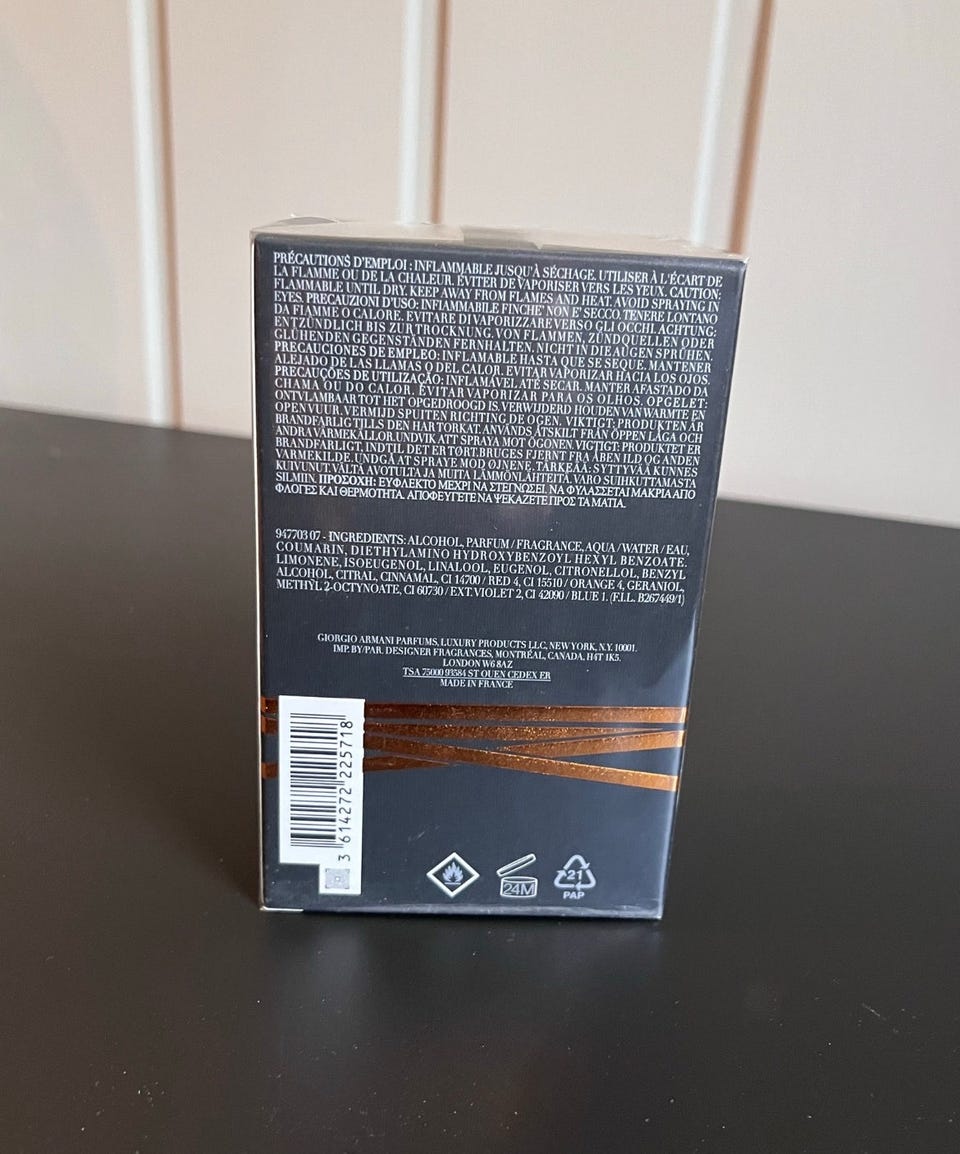 PRÉCAUTIONS D'EMPLOI : INFLAMMABLE JUSQU'À SÉCHAGE. UTILISER À L'ÉCART DE
LA FLAMME OU DE LA CHALEUR. ÉVITER DE VAPORISER VERS LES YEUX. CAUTION:
FLAMMABLE UNTIL DRY. KEEP AWAY FROM FLAMES AND HEAT. AVOID SPRAYING IN
EYES. PRECAUZIONI D'USO: INFIAMMABILE FINCHE' NON E' SECCO. TENERE LONTANO
DA FIAMME O CALORE. EVITARE DI VAPORIZZARE VERSO GLI OCCHI. ACHTUNG:
ENTZÜNDLICH BIS ZUR TROCKNUNG. VON FLAMMEN, ZÜNDQUELLEN ODER
GLÜHENDEN GEGENSTÄNDEN FERNHALTEN. NICHT IN DIE AUGEN SPRÜHEN.
PRECAUCIONES DE EMPLEO: INFLAMABLE HASTA QUE SE SEQUE. MANTENER
ALEJADO DE LAS LLAMAS O DEL CALOR. EVITAR VAPORIZAR HACIA LOS OJOS.
PRECAUÇÕES DE UTILIZAÇÃO: INFLAMÁVEL ATÉ SECAR. MANTER AFASTADO DA
CHAMA OU DO CALOR. EVITAR VAPORIZAR PARA OS OLHOS. OPGELET:
ONTVLAMBAAR TOT HET OPGEDROOGD IS. VERWIJDERD HOUDEN VAN WARMTE EN
OPEN VUUR. VERMIJD SPUITEN RICHTING DE OGEN. VIKTIGT: PRODUKTEN ÄR
BRANDFARLIG TILLS DEN HAR TORKAT. ANVÄNDS ÅTSKILT FRÅN ÖPPEN LÅGA OCH
ANDRA VÄRMEKÄLLOR. UNDVIK ATT SPRAYA MOT ÖGONEN. VIGTIGT: PRODUKTET ER
BRANDFARLIGT, INDTIL DET ER TØRT. BRUGES FJERNT FRA ÅBEN ILD OG ANDEN
VARMEKILDE. UNDGÅ AT SPRAYE MOD ØJNENE. TÄRKEÄÄ: SYTTYVÄÄ KUNNES
KUIVUNUT. VÄLTÄ AVOTULTA JA MUITA LÄMMÖNLÄHTEITÄ. VARO SUIHKUTTAMASTA
SILMIIN. ΠΡΟΣΟΧΗ: ΕΥΦΛΕΚΤΟ ΜΕΧΡΙ ΝΑ ΣΤΕΓΝΩΣΕΙ. ΝΑ ΦΥΛΑΣΣΕΤΑΙ ΜΑΚΡΙΑ ΑΠΟ
ΦΛΟΓΕΣ ΚΑΙ ΘΕΡΜΟΤΗΤΑ. ΑΠΟΦΕΥΓΕΤΕ ΝΑ ΨΕΚΑΖΕΤΕ ΠΡΟΣ ΤΑ ΜΑΤΙΑ.
947703 07 - INGREDIENTS: ALCOHOL, PARFUM / FRAGRANCE, AQUA / WATER / EAU,
COUMARIN, DIETHYLAMINO HYDROXYBENZOYL HEXYL BENZOATE,
LIMONENE, ISOEUGENOL, LINALOOL, EUGENOL, CITRONELLOL, BENZYL
ALCOHOL, CITRAL, CINNAMAL, CI 14700 / RED 4, CI 15510 / ORANGE 4, GERANIOL,
METHYL 2-OCTYNOATE, CI 60730 / EXT. VIOLET 2, CI 42090 / BLUE 1. (F.I.L. B267449/1)
GIORGIO ARMANI PARFUMS, LUXURY PRODUCTS LLC, NEW YORK, N.Y. 10001.
IMP. BY/PAR. DESIGNER FRAGRANCES, MONTRÉAL, CANADA, H4T 1K5.
LONDON W6 8AZ
TSA 75000 93584 ST OUEN CEDEX FR
MADE IN FRANCE
3 614272 225718
24M
21
PAP